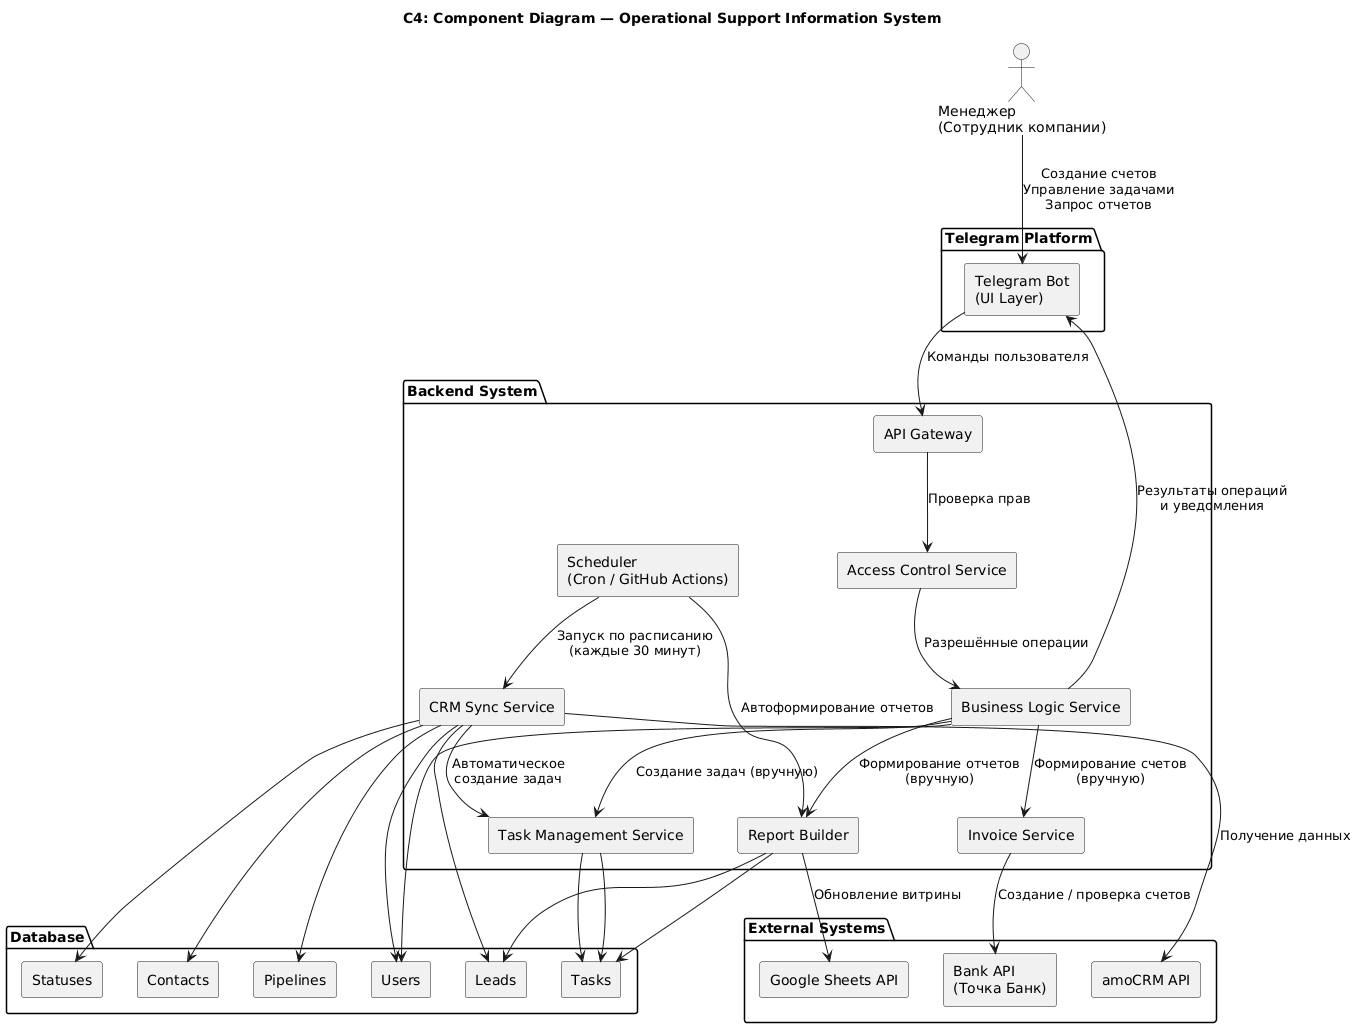 C4: Component Diagram — Operational Support Information System
Менеджер
(Сотрудник компании)
Создание счетов
Управление задачами
Запрос отчетов
Telegram Platform
Telegram Bot
(UI Layer)
Команды пользователя
Backend System
API Gateway
Результаты операций
и уведомления
Проверка прав
Scheduler
(Cron / GitHub Actions)
Access Control Service
Запуск по расписанию
(каждые 30 минут)
Разрешённые операции
CRM Sync Service
Автоформирование отчетов
Business Logic Service
Автоматическое
создание задач
Создание задач (вручную)
Формирование отчетов
(вручную)
Формирование счетов
(вручную)
Task Management Service
Report Builder
Invoice Service
Получение данных
Обновление витрины
Создание / проверка счетов
Database
Statuses
Contacts
Pipelines
Users
Leads
Tasks
External Systems
Google Sheets API
Bank API
(Точка Банк)
amoCRM API